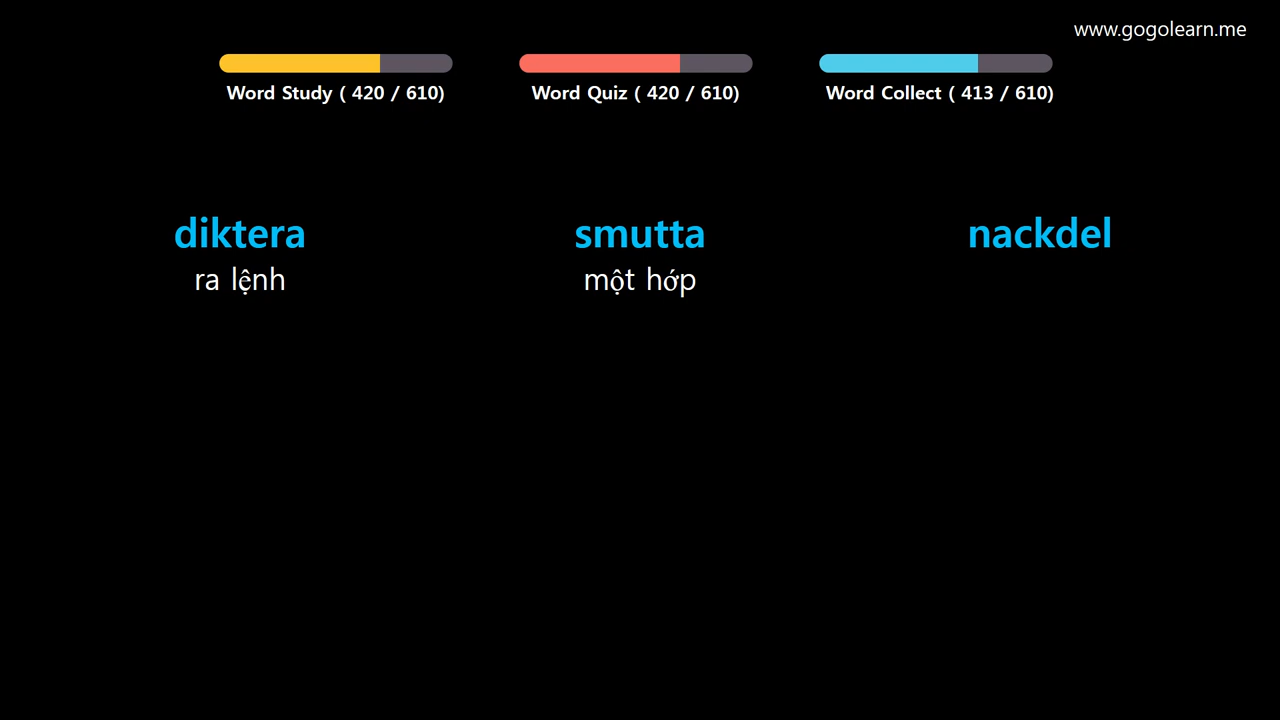 www.gogolearn.me
Word Study ( 420 / 610)
Word Quiz ( 420 / 610)
Word Collect ( 413 / 610)
diktera
ra lệnh
smutta
một hớp
nackdel